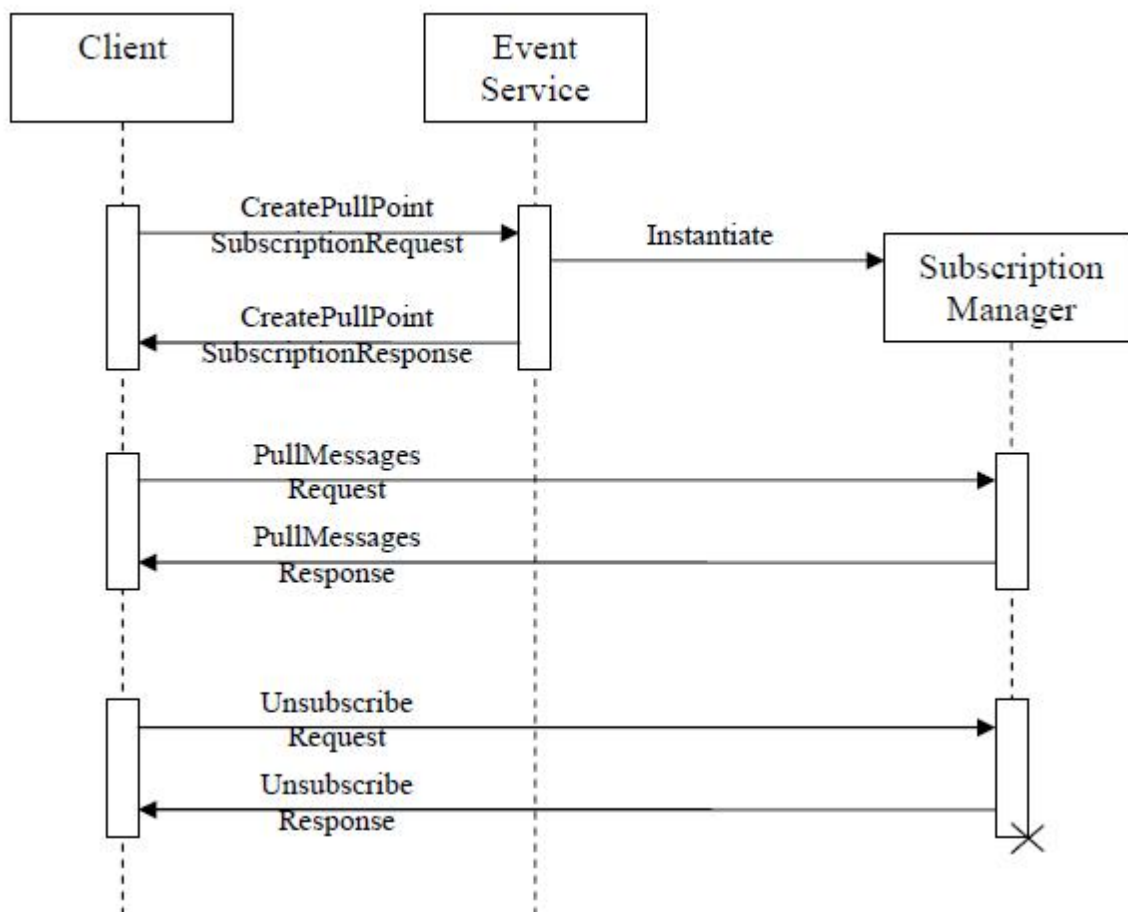 Client
Event
Service
CreatePullPoint
SubscriptionRequest
Instantiate
Subscription
Manager
CreatePullPoint
SubscriptionResponse
PullMessages
Request
PullMessages
Response
Unsubscribe
Request
Unsubscribe
Response